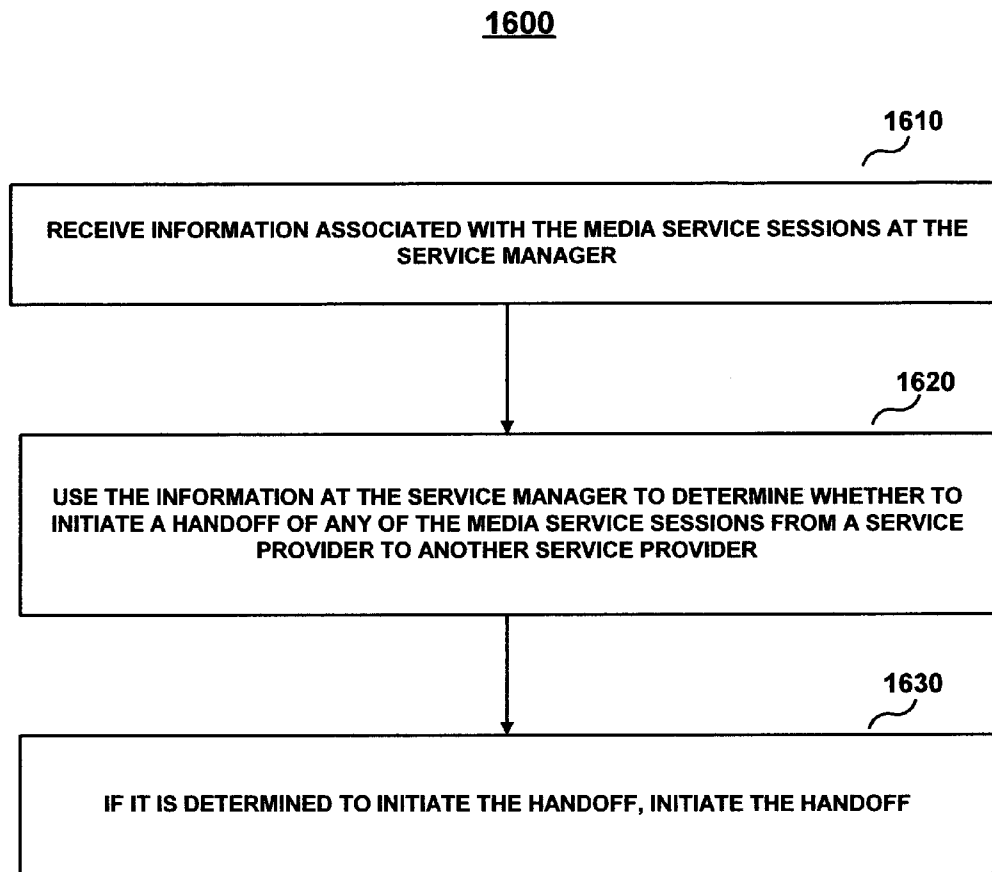 1600
1610
RECEIVE INFORMATION ASSOCIATED WITH THE MEDIA SERVICE SESSIONS AT THE
SERVICE MANAGER
1620
USE THE INFORMATION AT THE SERVICE MANAGER TO DETERMINE WHETHER TO
INITIATE A HANDOFF OF ANY OF THE MEDIA SERVICE SESSIONS FROM A SERVICE
PROVIDER TO ANOTHER SERVICE PROVIDER
1630
IF IT IS DETERMINED TO INITIATE THE HANDOFF, INITIATE THE HANDOFF